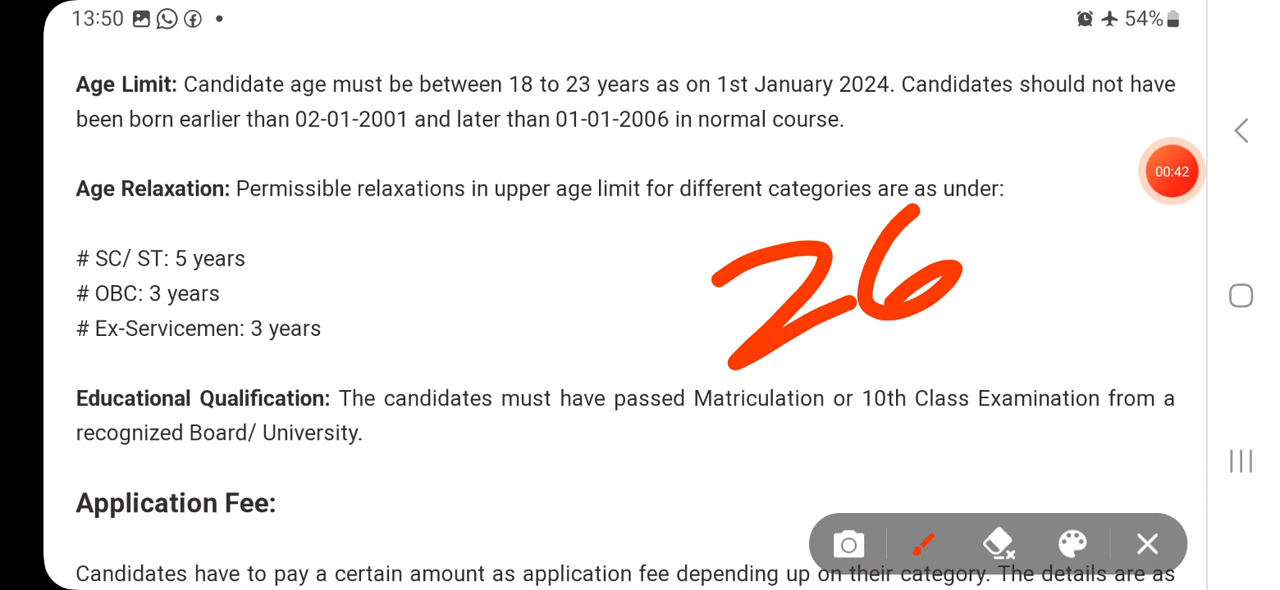 13:50
54%
Age Limit: Candidate age must be between 18 to 23 years as on 1st January 2024. Candidates should not have
been born earlier than 02-01-2001 and later than 01-01-2006 in normal course.
00:42
Age Relaxation: Permissible relaxations in upper age limit for different categories are as under:
26
# SC/ ST: 5 years
# OBC: 3 years
# Ex-Servicemen: 3 years
Educational Qualification: The candidates must have passed Matriculation or 10th Class Examination from a
recognized Board/ University.
Application Fee:
Candidates have to pay a certain amount as application fee depending up on their category. The details are as